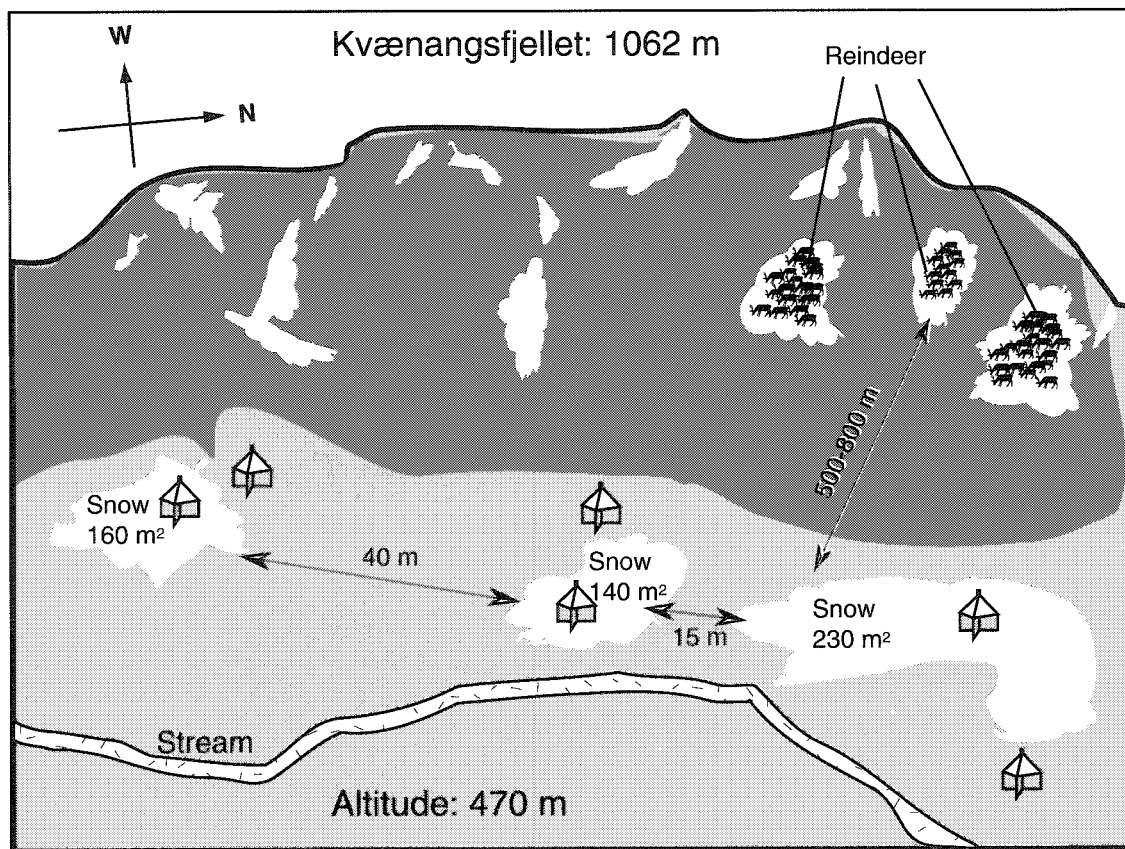 W
N
Kvænangsfjellet: 1062 m
Reindeer
500-800 m
Snow
160 m²
40 m
Snow
140 m²
15 m
Snow
230 m²
Stream
Altitude: 470 m